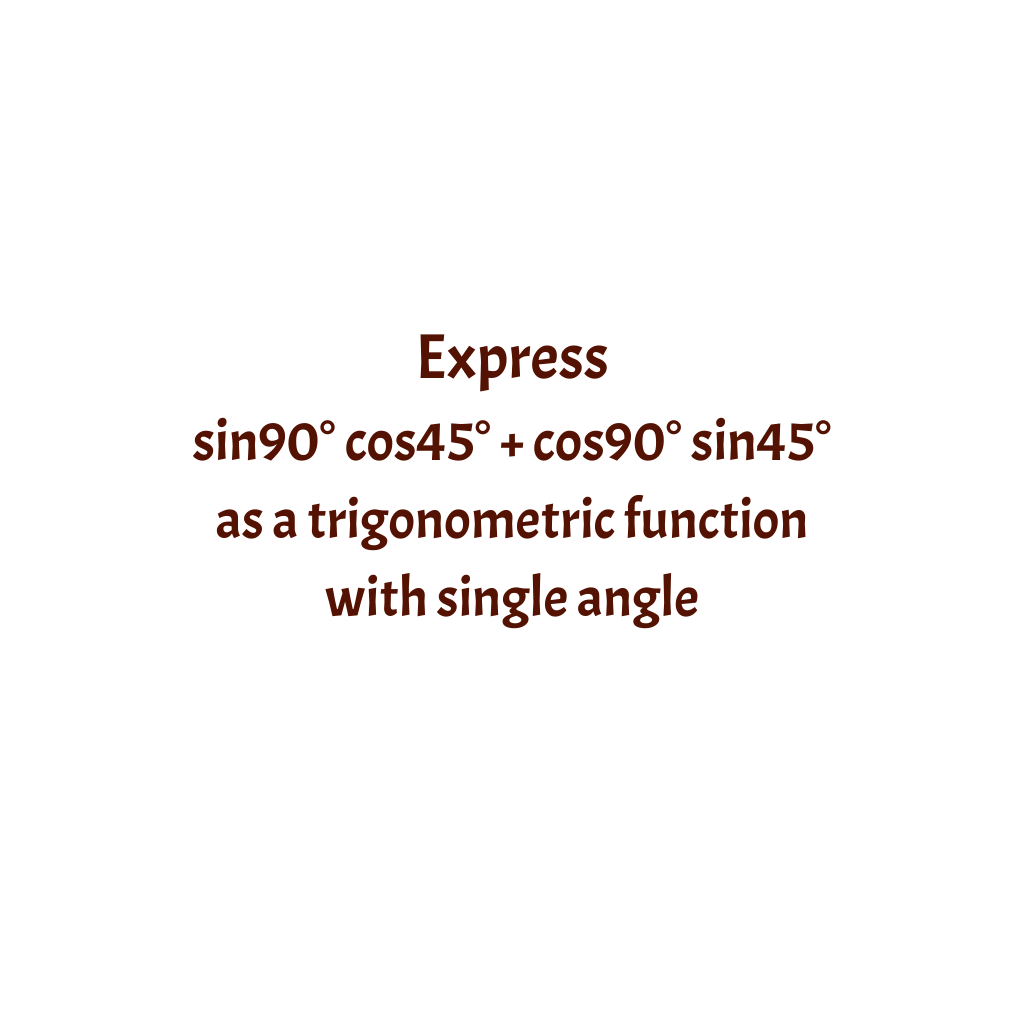 Express
sin90° cos45° + cos90° sin45°
as a trigonometric function
with single angle